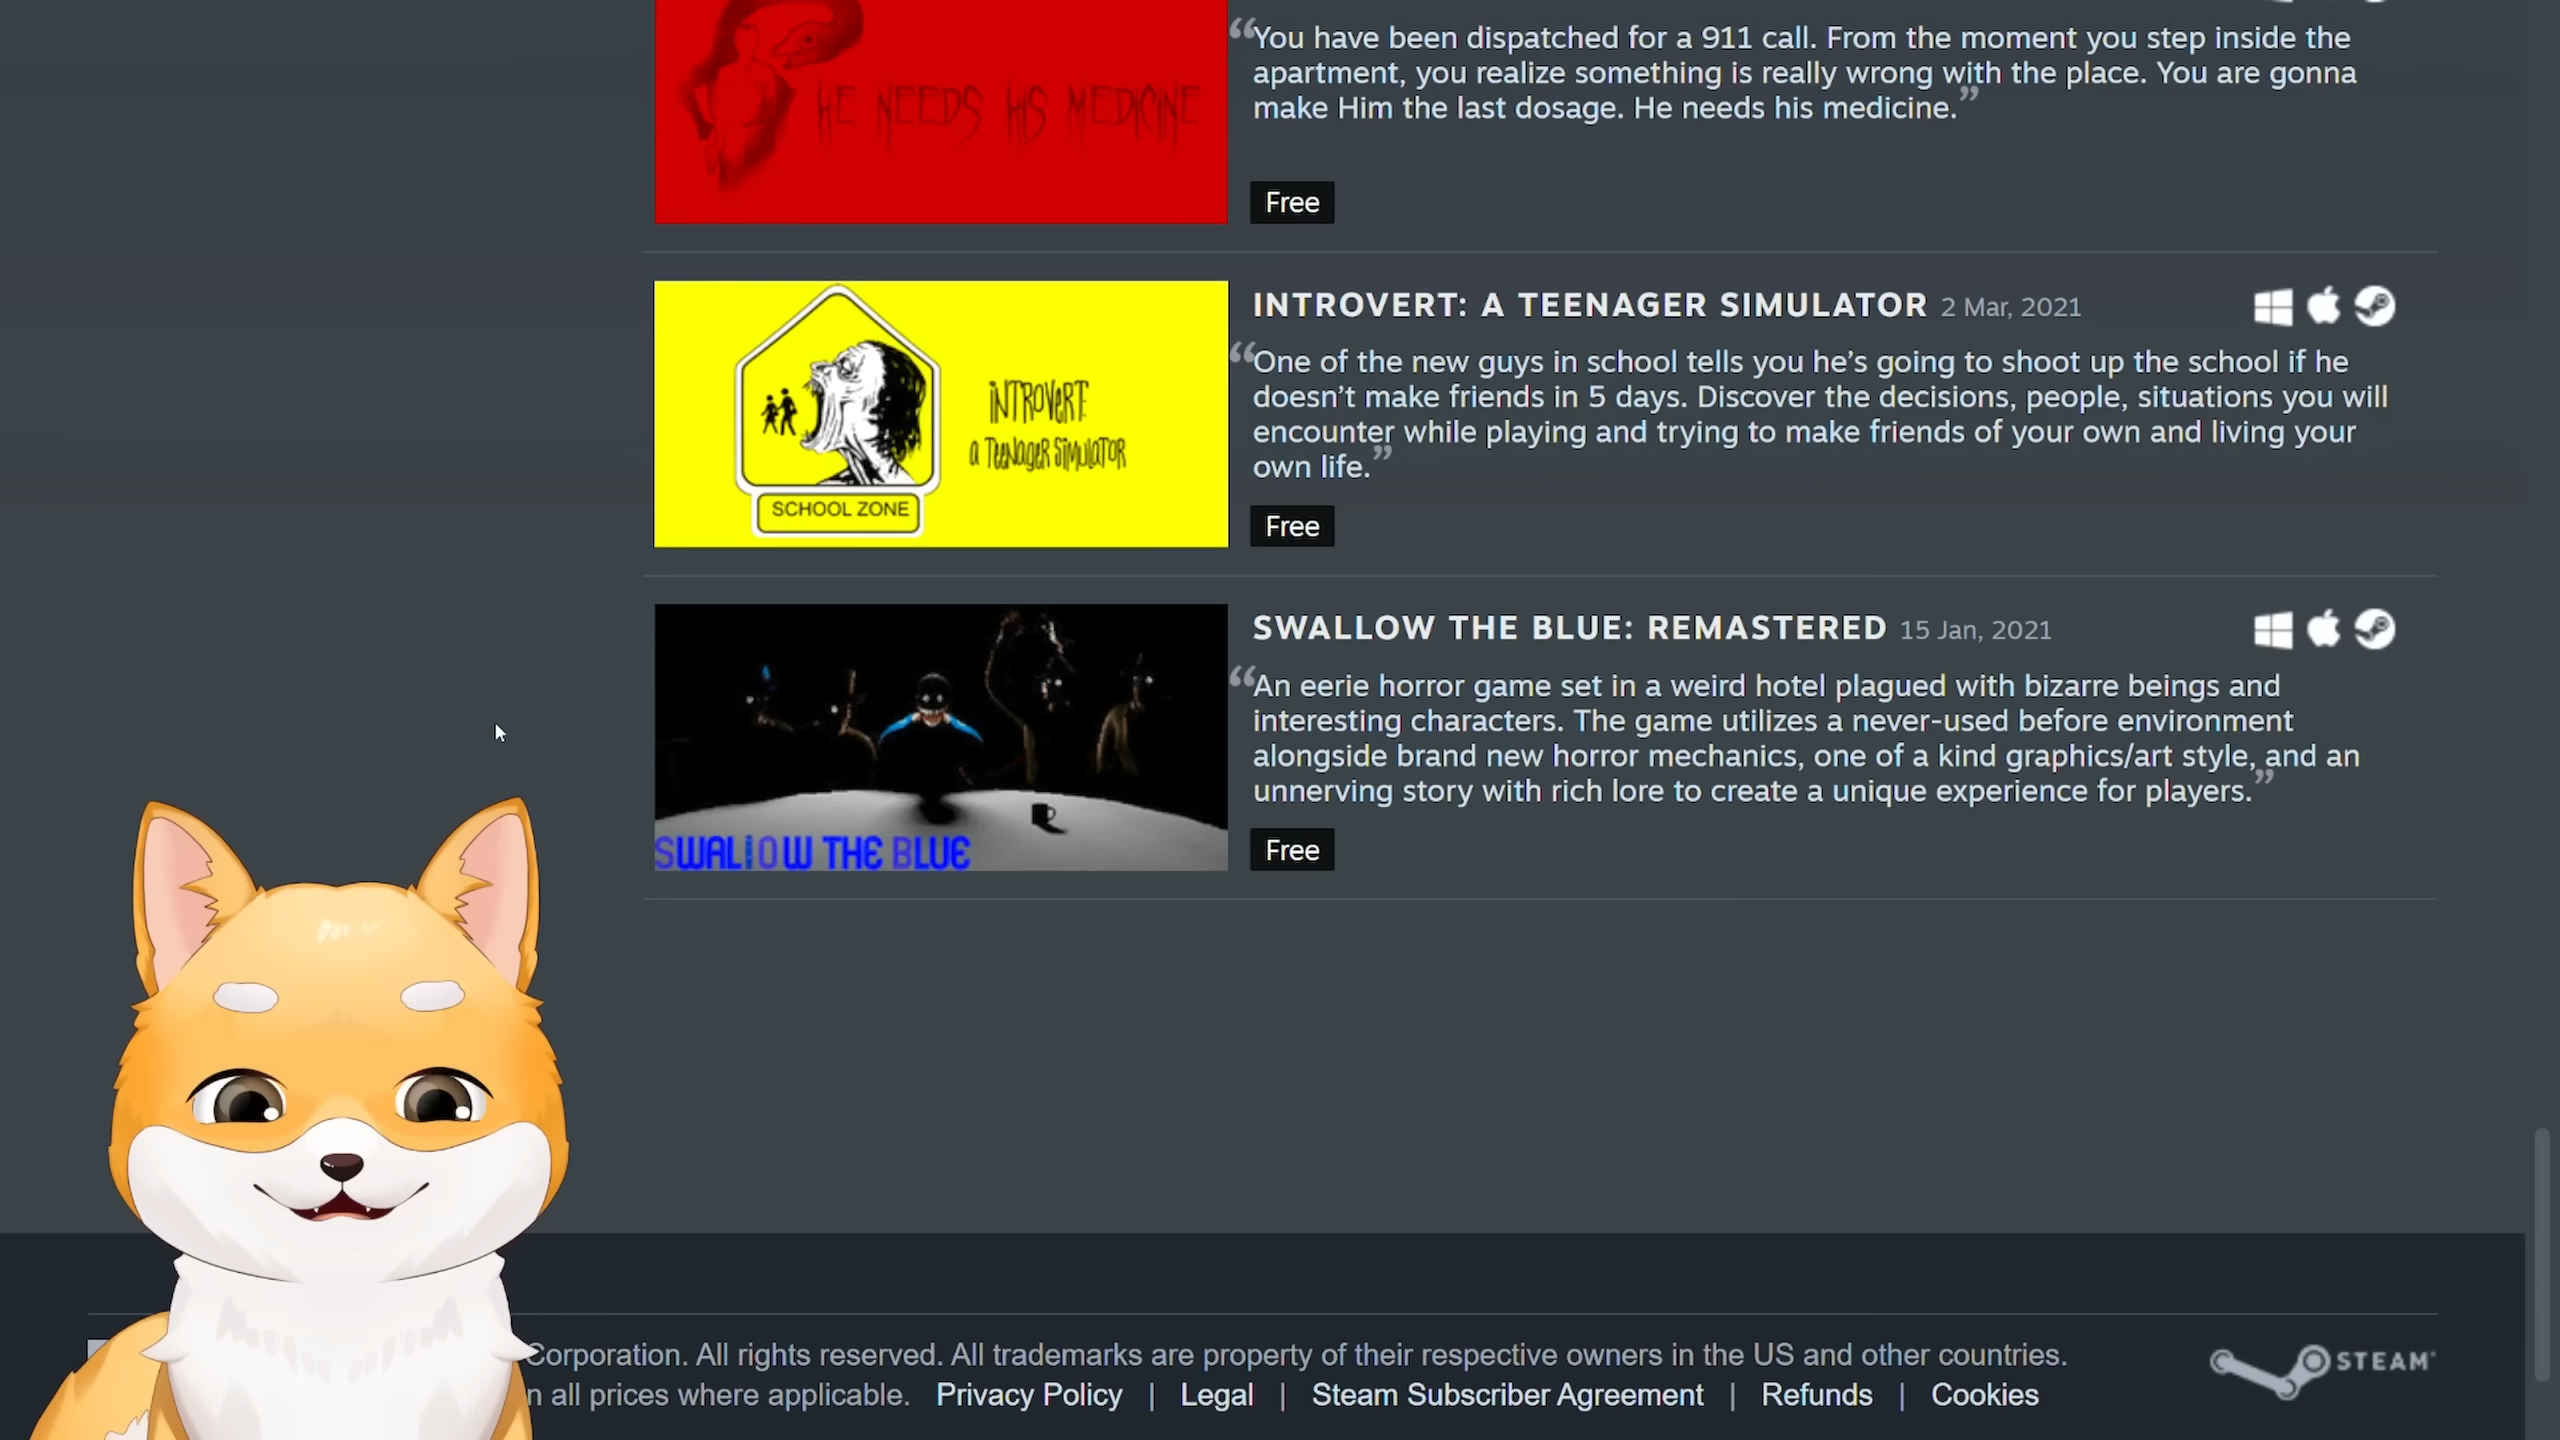 “You have been dispatched for a 911 call. From the moment you step inside the
apartment, you realize something is really wrong with the place. You are gonna
make Him the last dosage. He needs his medicine.”
HE NEEDS HIS MEDICINE
Free
INTROVERT: A TEENAGER SIMULATOR 2 Mar, 2021
“One of the new guys in school tells you he’s going to shoot up the school if he
doesn’t make friends in 5 days. Discover the decisions, people, situations you will
encounter while playing and trying to make friends of your own and living your
own life.”
INTROVERT:
A TEENAGER SIMULATOR
SCHOOL ZONE
Free
SWALLOW THE BLUE: REMASTERED 15 Jan, 2021
“An eerie horror game set in a weird hotel plagued with bizarre beings and
interesting characters. The game utilizes a never-used before environment
alongside brand new horror mechanics, one of a kind graphics/art style, and an
unnerving story with rich lore to create a unique experience for players.”
SWALLOW THE BLUE
Free
Corporation. All rights reserved. All trademarks are property of their respective owners in the US and other countries.
n all prices where applicable. Privacy Policy | Legal | Steam Subscriber Agreement | Refunds | Cookies
STEAM